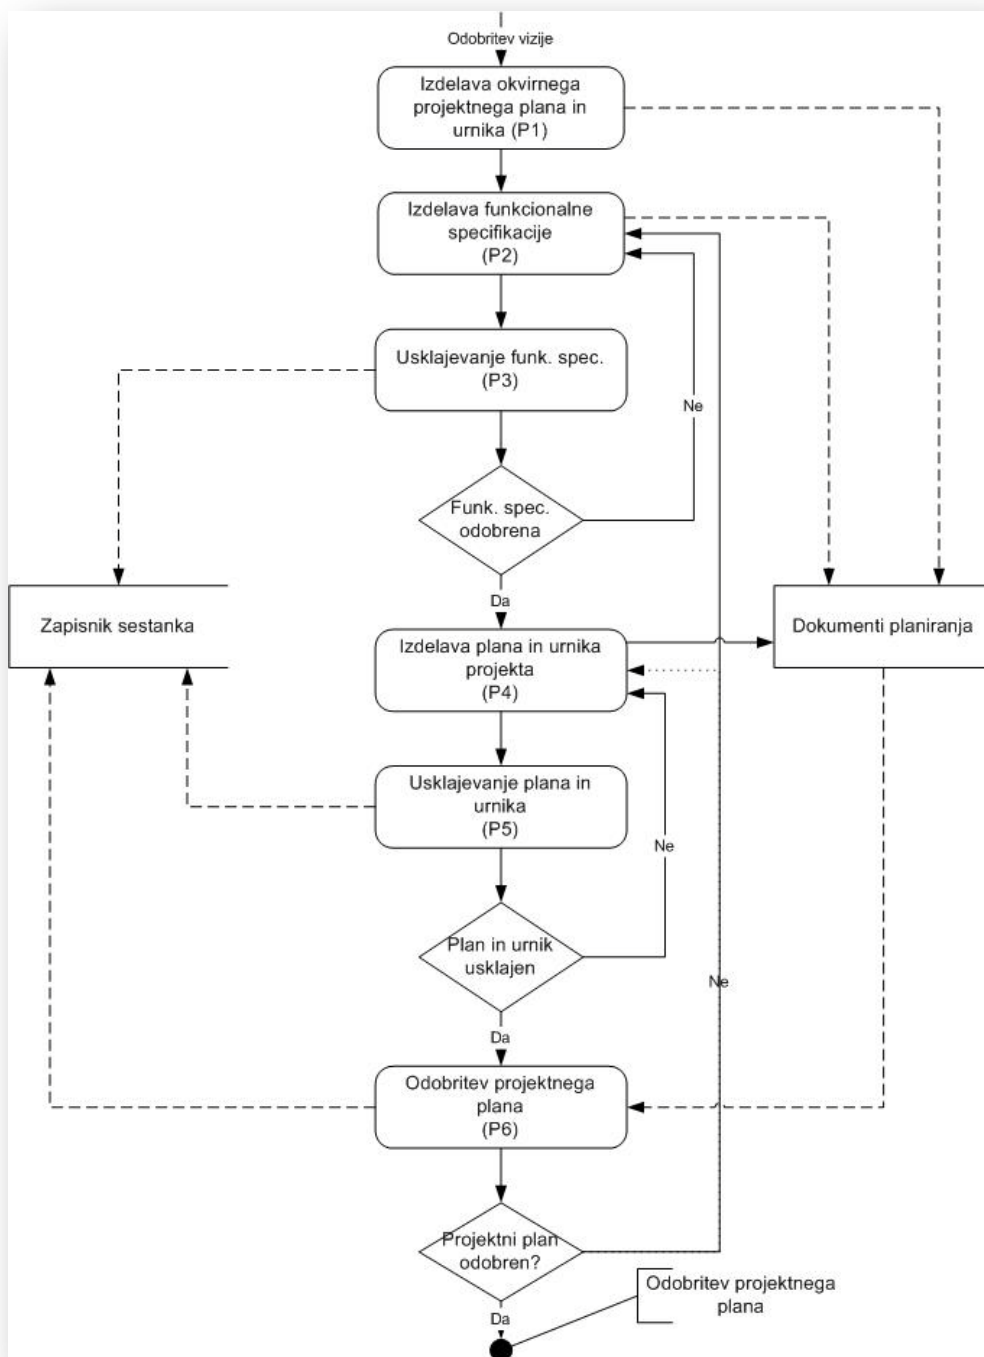 Odobritev vizije
Izdelava okvirnega
projektnega plana in
urnika (P1)
Izdelava funkcionalne
specifikacije
(P2)
Usklajevanje funk. spec.
(P3)
Ne
Funk. spec.
odobrena
Da
Zapisnik sestanka
Izdelava plana in urnika
projekta
(P4)
Dokumenti planiranja
Usklajevanje plana in
urnika
(P5)
Ne
Plan in urnik
usklajen
Ne
Da
Odobritev projektnega
plana
(P6)
Projektni plan
odobren?
Odobritev projektnega
plana
Da